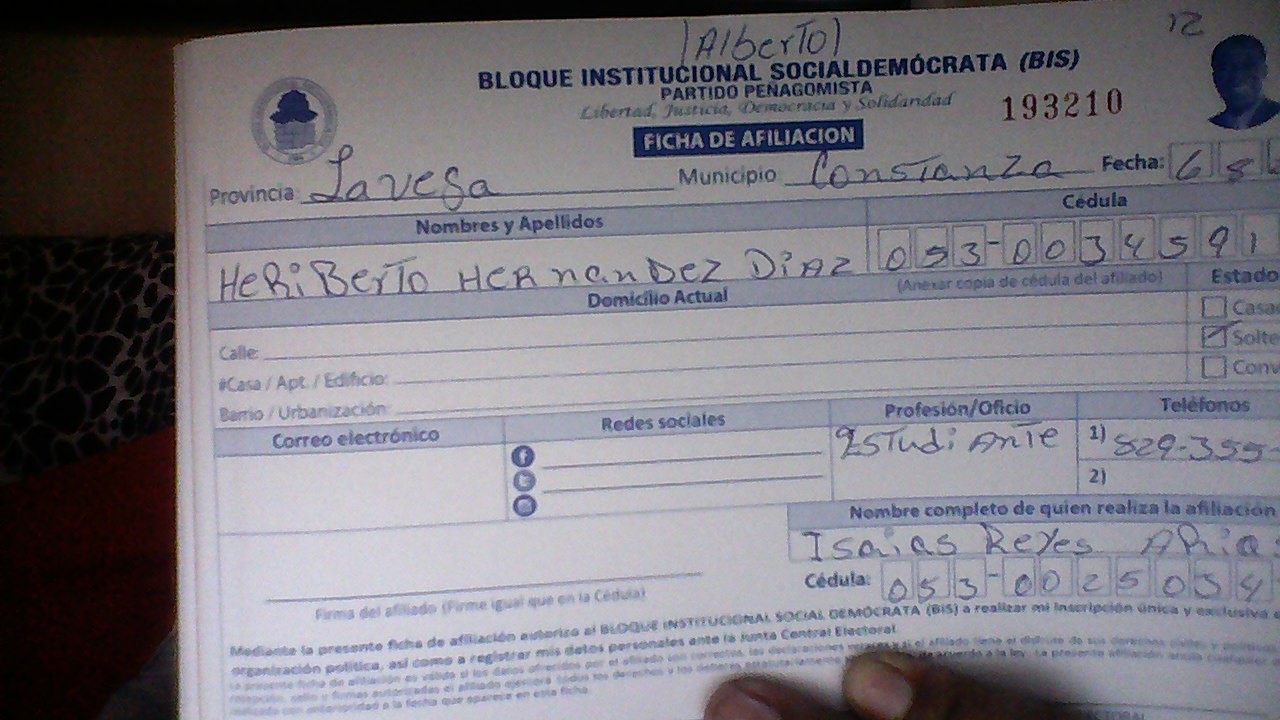 (Alberto) 12
BLOQUE INSTITUCIONAL SOCIALDEMÓCRATA (BIS)
PARTIDO PEÑAGOMISTA
Libertad, Justicia, Democracia y Solidaridad
193210
FICHA DE AFILIACION
Provincia: LaVega Municipio Constanza Fecha: 6 8
Nombres y Apellidos Cédula
HeRiBerTo HeRnanDez DiAz 053-0034591
(Anexar copia de cédula del afiliado) Estado
Domicilio Actual
Casa
Calle: Solte
#Casa / Apt. / Edificio: Conv
Barrio / Urbanización:
Correo electrónico Redes sociales Profesión/Oficio Teléfonos
EsTudiAnTe 1) 829-355-
2)
Nombre completo de quien realiza la afiliación
Isaias Reyes ARia
Cédula: 053-0025034
Firma del afiliado (Firme igual que en la Cédula)
Mediante la presente ficha de afiliación autorizo al BLOQUE INSTITUCIONAL SOCIAL DEMÓCRATA (BIS) a realizar mi inscripción única y exclusiva
organización política, así como a registrar mis datos personales ante la Junta Central Electoral.